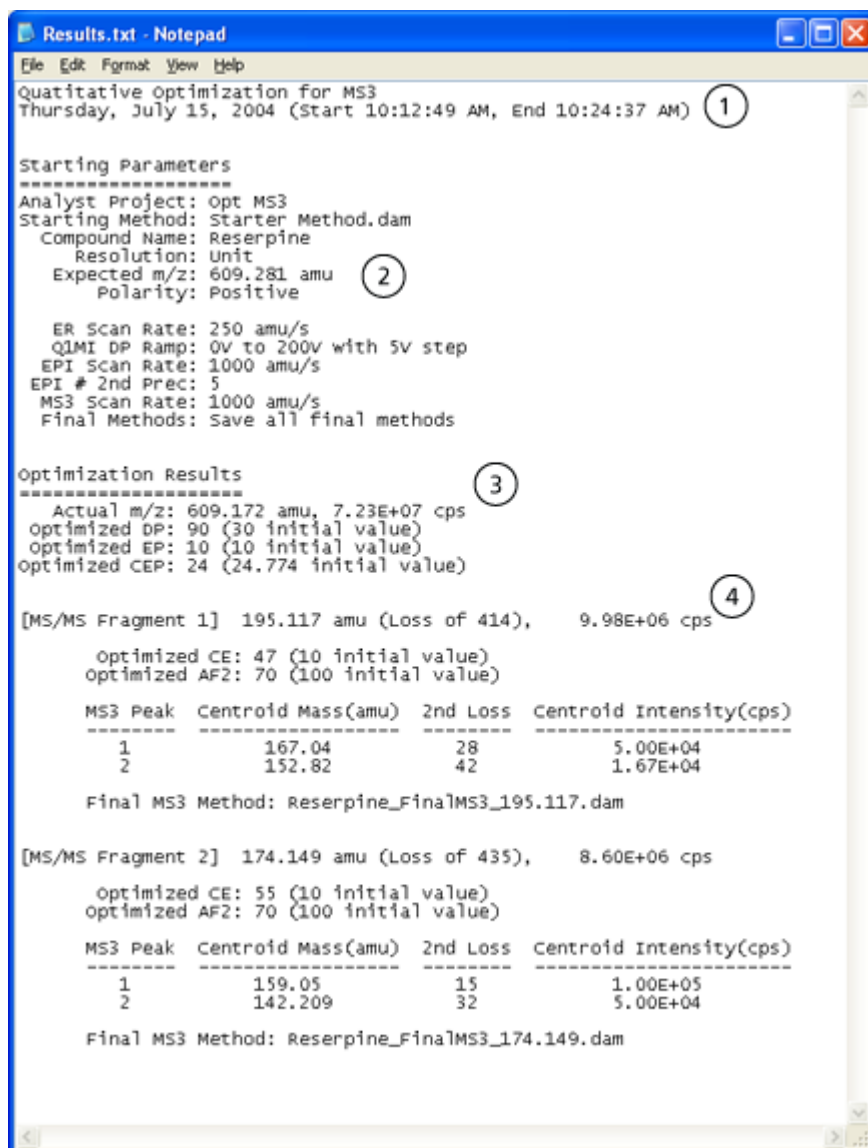 Results.txt - Notepad
File Edit Format View Help
Quatitative Optimization for MS3
Thursday, July 15, 2004 (Start 10:12:49 AM, End 10:24:37 AM) 1
Starting Parameters
===================
Analyst Project: Opt MS3
Starting Method: Starter Method.dam
Compound Name: Reserpine
Resolution: Unit
Expected m/z: 609.281 amu 2
Polarity: Positive
ER Scan Rate: 250 amu/s
Q1MI DP Ramp: 0V to 200V with 5V step
EPI Scan Rate: 1000 amu/s
EPI # 2nd Prec: 5
MS3 Scan Rate: 1000 amu/s
Final Methods: Save all final methods
Optimization Results 3
====================
Actual m/z: 609.172 amu, 7.23E+07 cps
Optimized DP: 90 (30 initial value)
Optimized EP: 10 (10 initial value)
Optimized CEP: 24 (24.774 initial value)
[MS/MS Fragment 1] 195.117 amu (Loss of 414), 9.98E+06 cps 4
Optimized CE: 47 (10 initial value)
Optimized AF2: 70 (100 initial value)
MS3 Peak Centroid Mass(amu) 2nd Loss Centroid Intensity(cps)
-------- ------------------ -------- -----------------------
1 167.04 28 5.00E+04
2 152.82 42 1.67E+04
Final MS3 Method: Reserpine_FinalMS3_195.117.dam
[MS/MS Fragment 2] 174.149 amu (Loss of 435), 8.60E+06 cps
Optimized CE: 55 (10 initial value)
Optimized AF2: 70 (100 initial value)
MS3 Peak Centroid Mass(amu) 2nd Loss Centroid Intensity(cps)
-------- ------------------ -------- -----------------------
1 159.05 15 1.00E+05
2 142.209 32 5.00E+04
Final MS3 Method: Reserpine_FinalMS3_174.149.dam